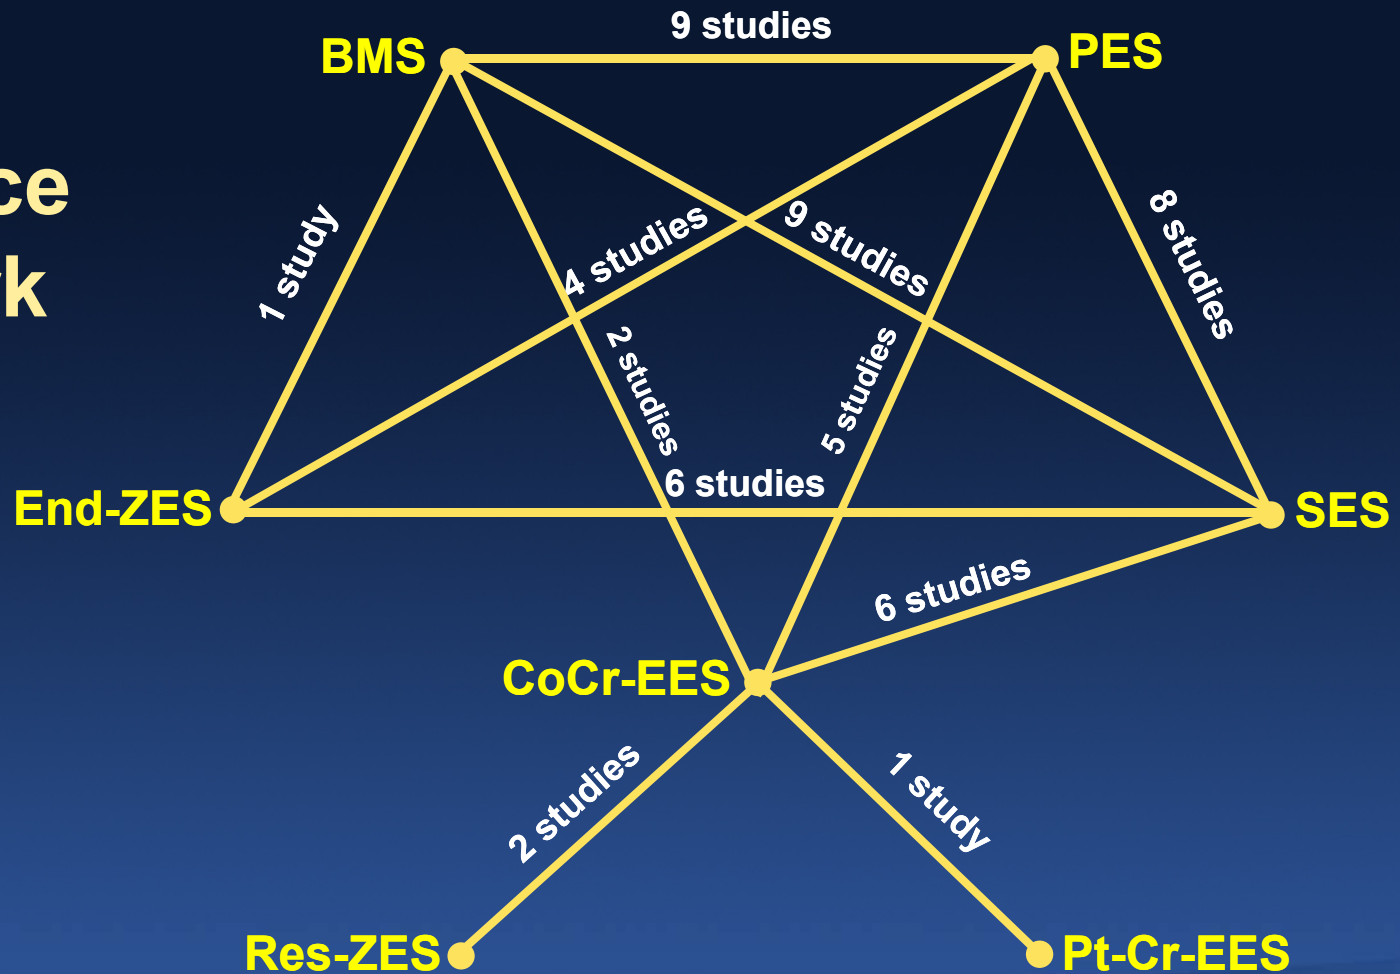 9 studies
BMS
PES
ce
k
1 study
4 studies
9 studies
8 studies
2 studies
5 studies
6 studies
End-ZES
SES
6 studies
CoCr-EES
2 studies
1 study
Res-ZES
Pt-Cr-EES